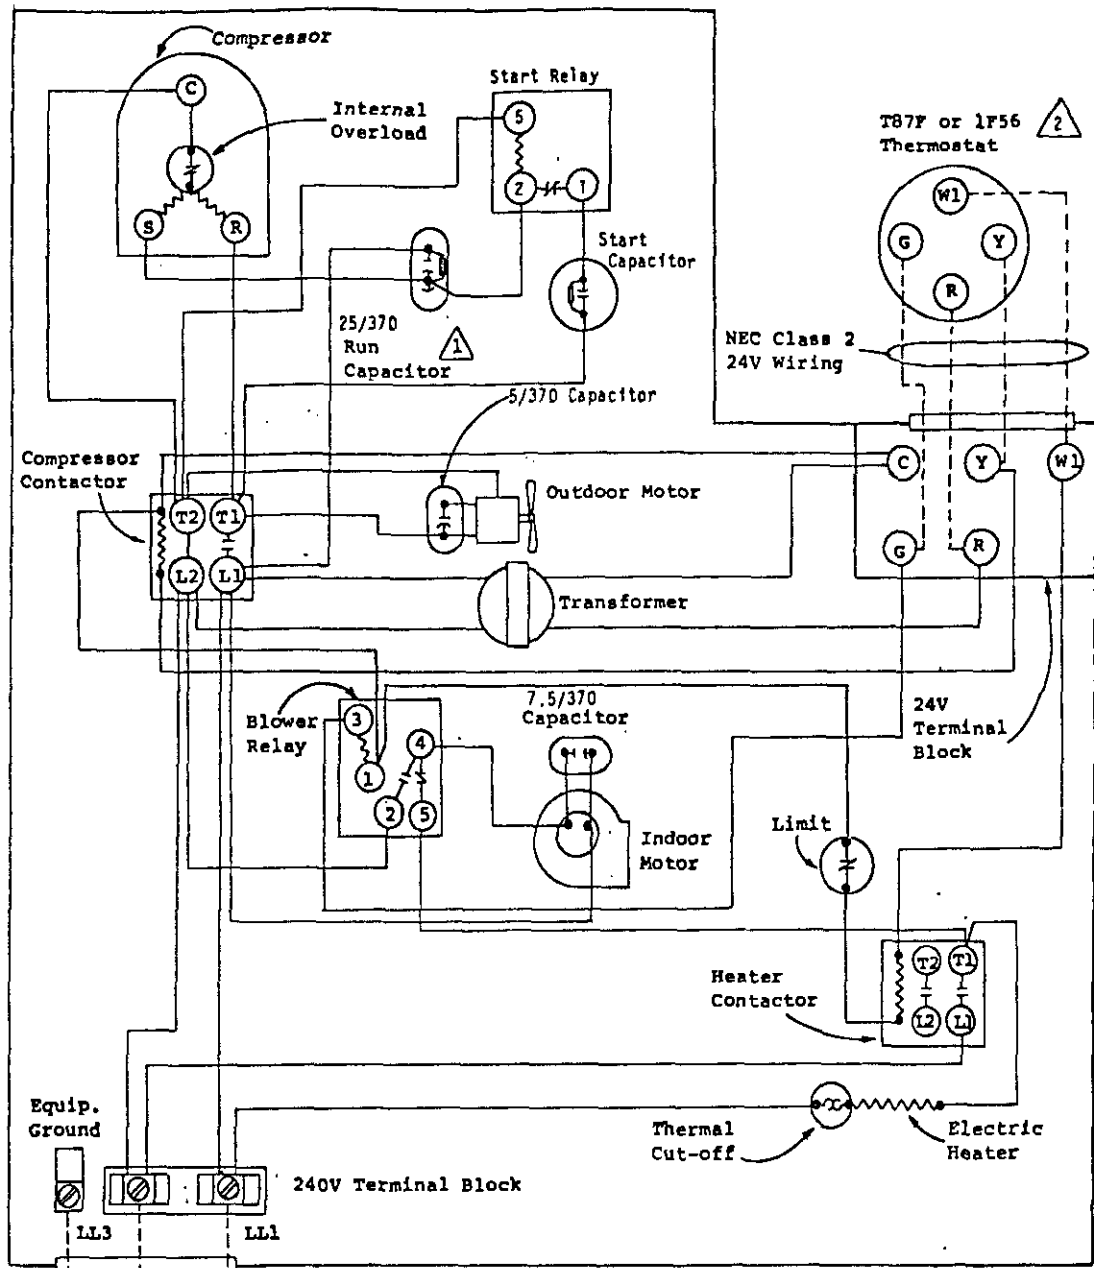 Compressor
C
Internal
Overload
S
R
Start Relay
5
2
1
Start
Capacitor
25/370
Run
Capacitor
1
5/370 Capacitor
T87F or 1F56
Thermostat
2
W1
G
Y
R
NEC Class 2
24V Wiring
Compressor
Contactor
T2
T1
L2
L1
Outdoor Motor
Transformer
C
Y
W1
G
R
24V
Terminal
Block
Blower
Relay
3
4
1
2
5
7.5/370
Capacitor
Indoor
Motor
Limit
Heater
Contactor
T2
T1
L2
L1
Thermal
Cut-off
Electric
Heater
Equip.
Ground
240V Terminal Block
LL3
LL1